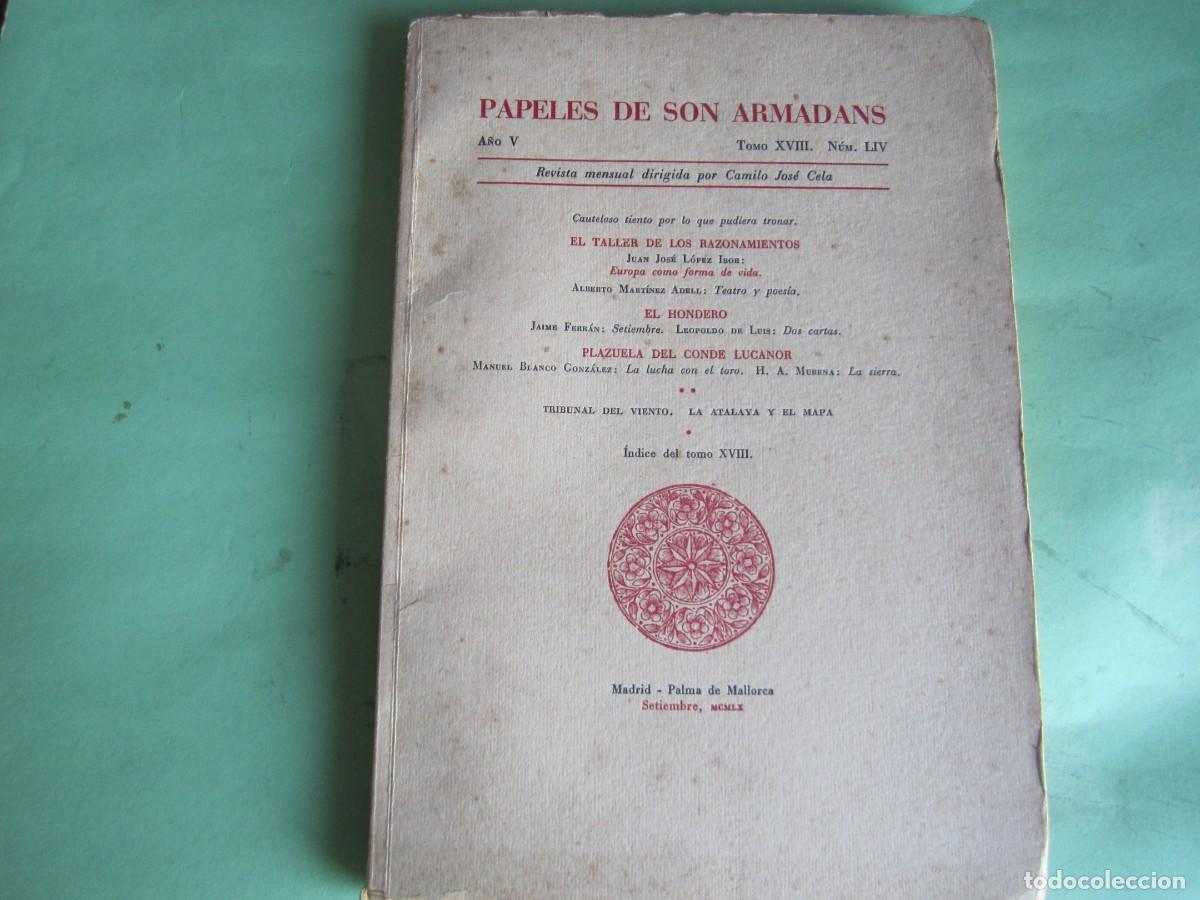 PAPELES DE SON ARMADANS
Año V Tomo XVIII. Núm. LIV
Revista mensual dirigida por Camilo José Cela
Cauteloso tiento por lo que pudiera tronar.
EL TALLER DE LOS RAZONAMIENTOS
Juan José López Ibor:
Europa como forma de vida.
Alberto Martínez Adell: Teatro y poesía.
EL HONDERO
Jaime Ferrán: Setiembre. Leopoldo de Luis: Dos cartas.
PLAZUELA DEL CONDE LUCANOR
Manuel Blanco González: La lucha con el toro. H. A. Murena: La sierra.
TRIBUNAL DEL VIENTO. LA ATALAYA Y EL MAPA
Índice del tomo XVIII.
Madrid - Palma de Mallorca
Setiembre, MCMLX
todocoleccion